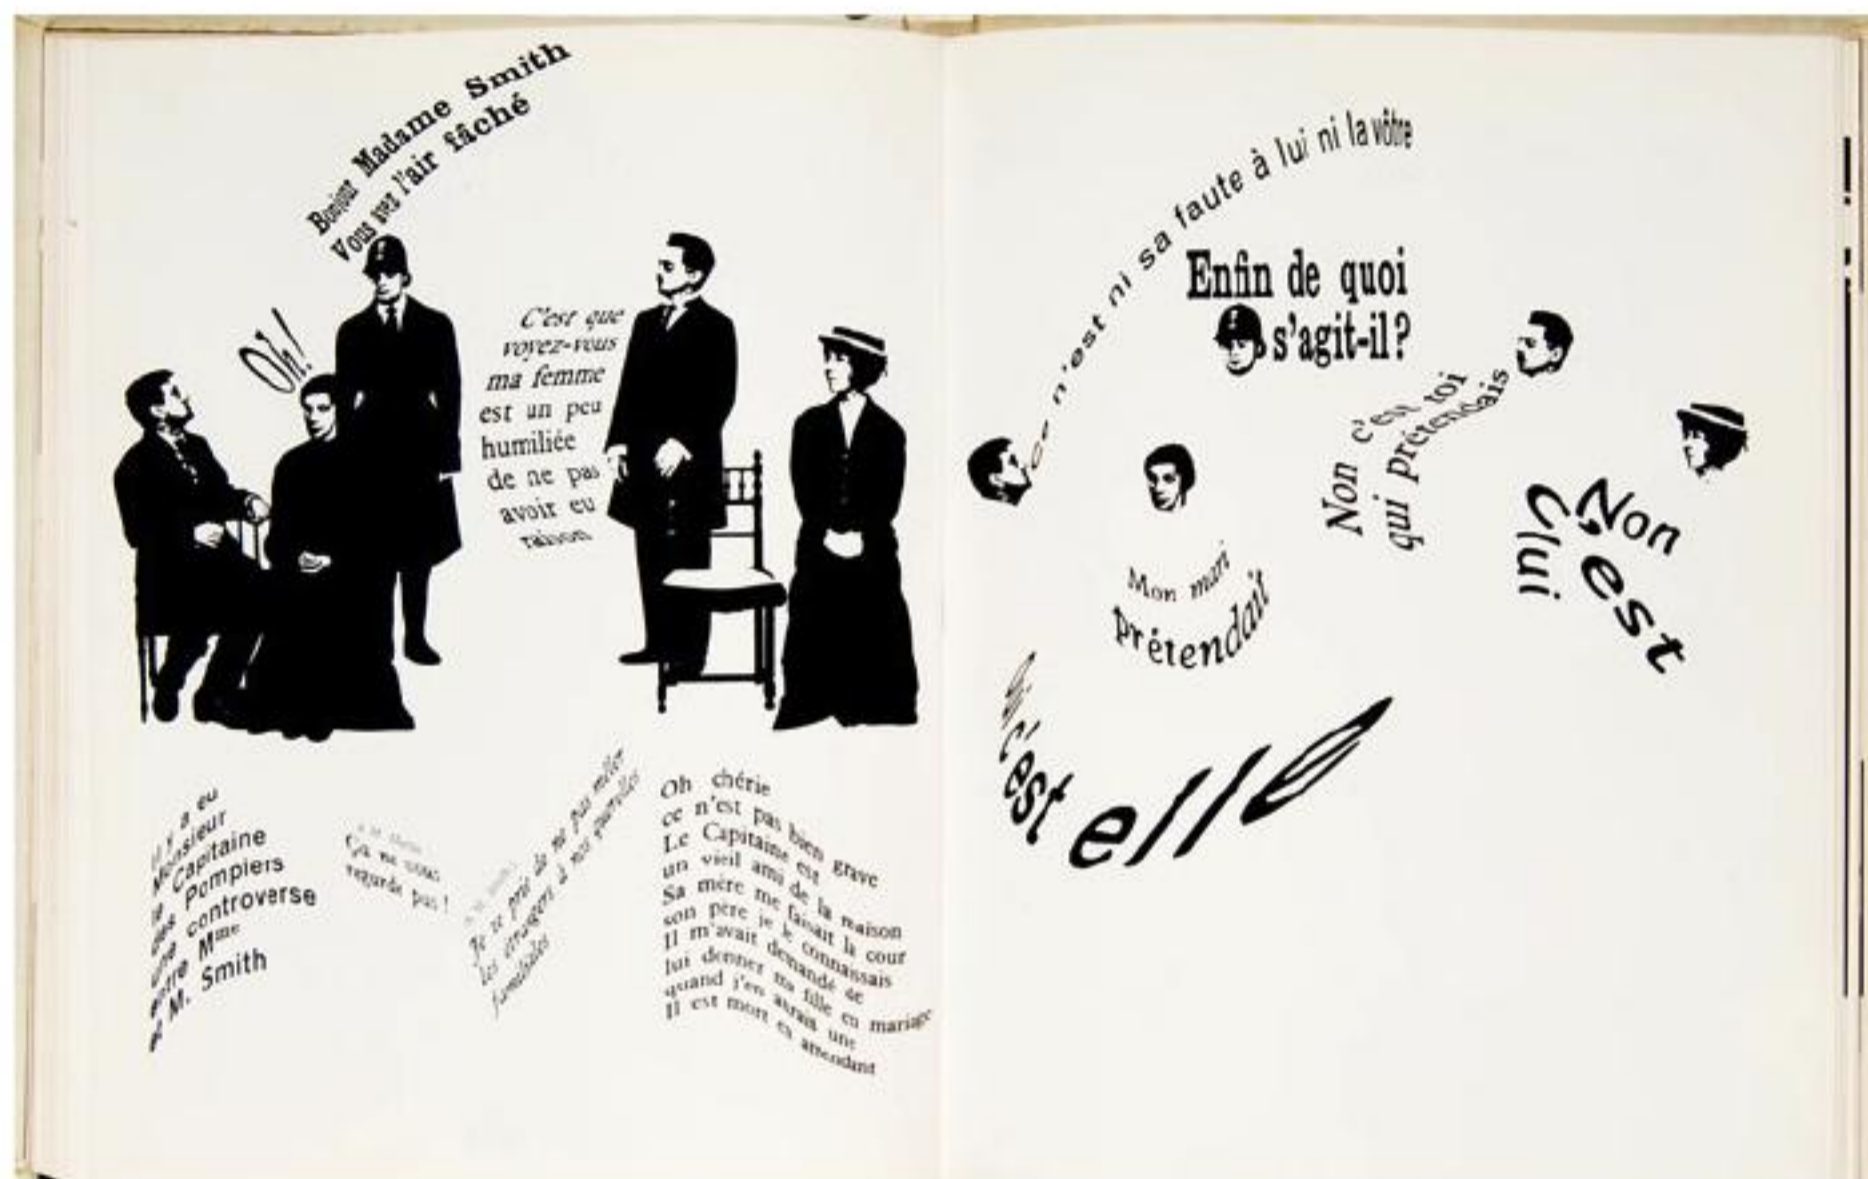 Bonjour Madame Smith
Vous avez l'air fâché
Oh!
C'est que
voyez-vous
ma femme
est un peu
humiliée
de ne pas
avoir eu
raison.
Il y a eu
Monsieur
le Capitaine
des Pompiers
une controverse
entre Mme
et M. Smith
Ça ne vous
regarde pas !
Je te prie de ne pas mêler
les étrangers à nos querelles
familiales
Oh chérie
ce n'est pas bien grave
Le Capitaine est
un vieil ami de la maison
Sa mère me faisait la cour
son père je le connaissais
Il m'avait demandé de
lui donner ma fille en mariage
quand j'en aurais une
Il est mort en attendant
ce n'est ni sa faute à lui ni la vôtre
Enfin de quoi
s'agit-il?
Non c'est toi
qui prétendais
Mon mari
prétendait
Non
c'est
lui
c'est elle